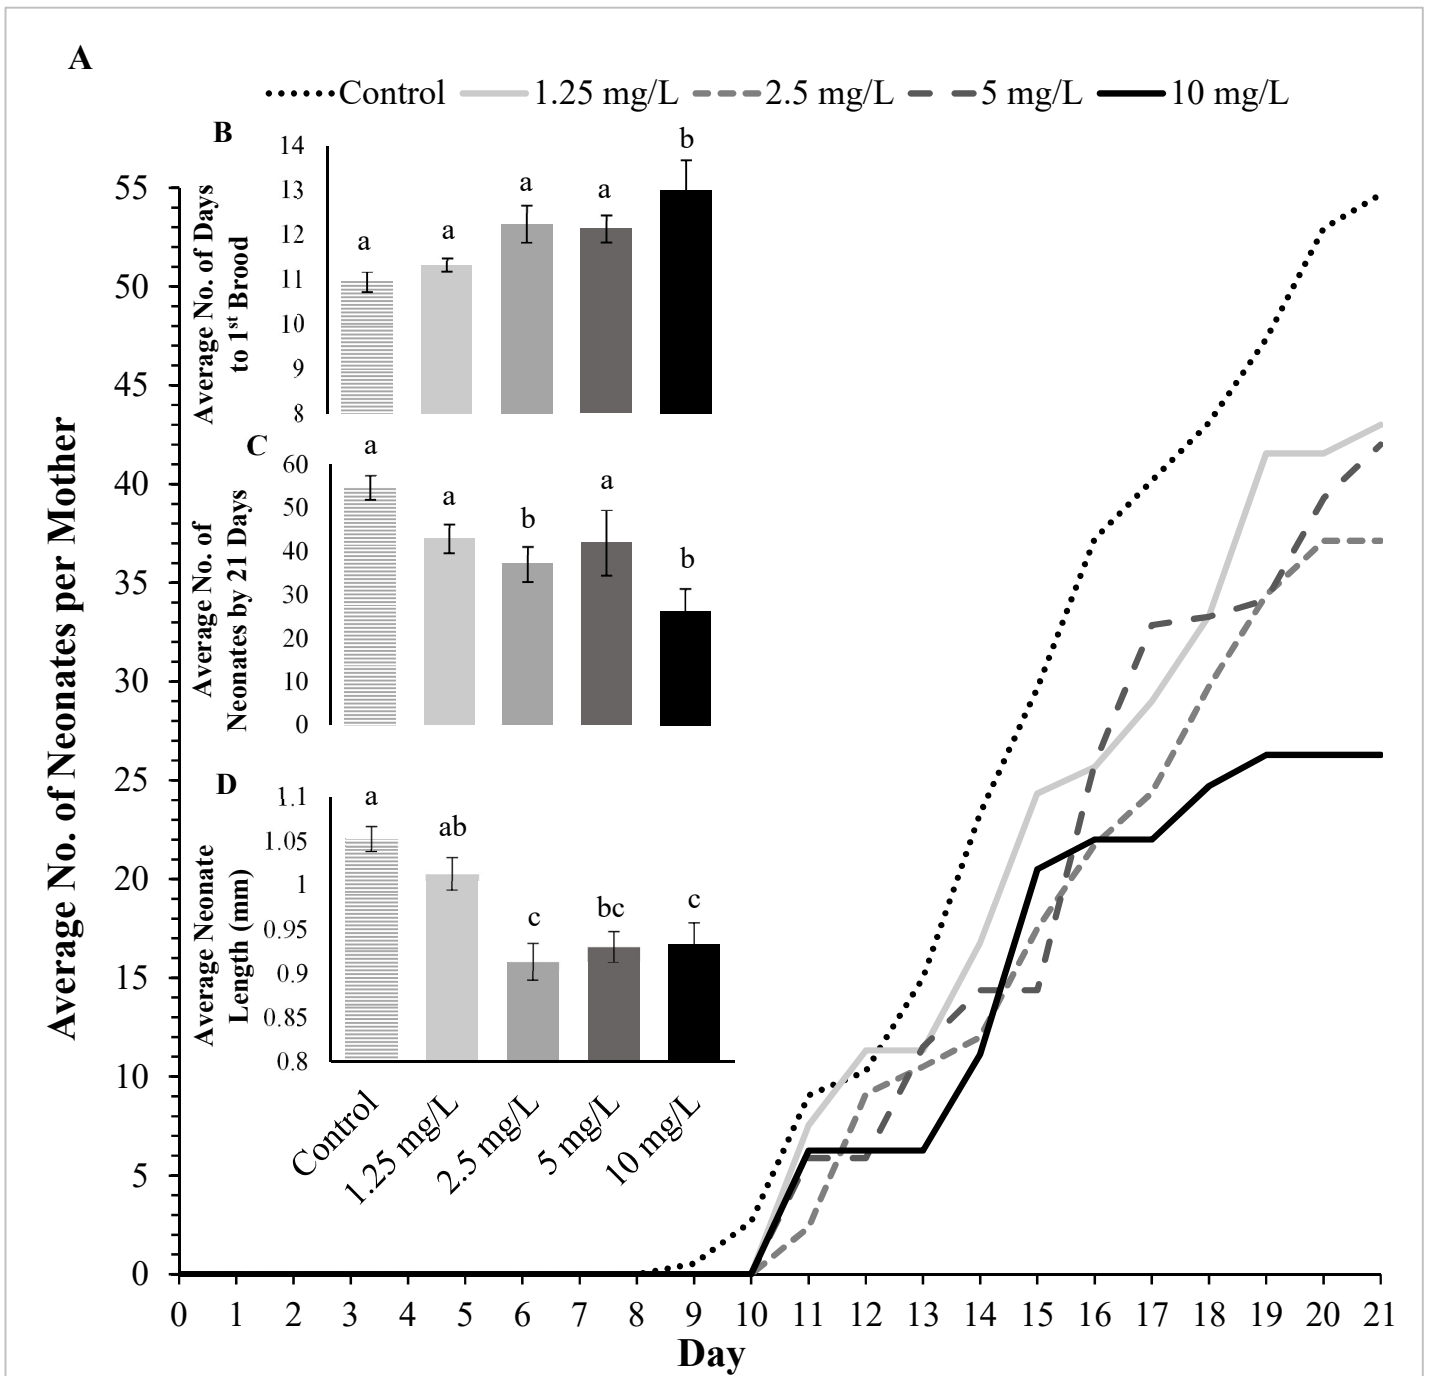 A
Control 1.25 mg/L 2.5 mg/L 5 mg/L 10 mg/L
Average No. of Neonates per Mother
55
50
45
40
35
30
25
20
15
10
5
0
0 1 2 3 4 5 6 7 8 9 10 11 12 13 14 15 16 17 18 19 20 21
Day
B
Average No. of Days
to 1st Brood
14
13
12
11
10
9
8
a a a a b
C
Average No. of
Neonates by 21 Days
60
50
40
30
20
10
0
a a b a b
D
Average Neonate
Length (mm)
1.1
1.05
1
0.95
0.9
0.85
0.8
a ab c bc c
Control 1.25 mg/L 2.5 mg/L 5 mg/L 10 mg/L